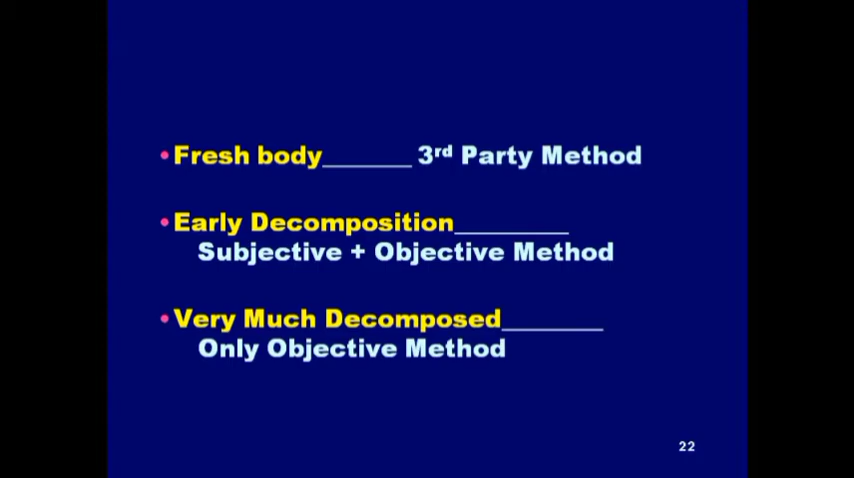 •Fresh body_______ 3rd Party Method
•Early Decomposition_________
Subjective + Objective Method
•Very Much Decomposed________
Only Objective Method
22